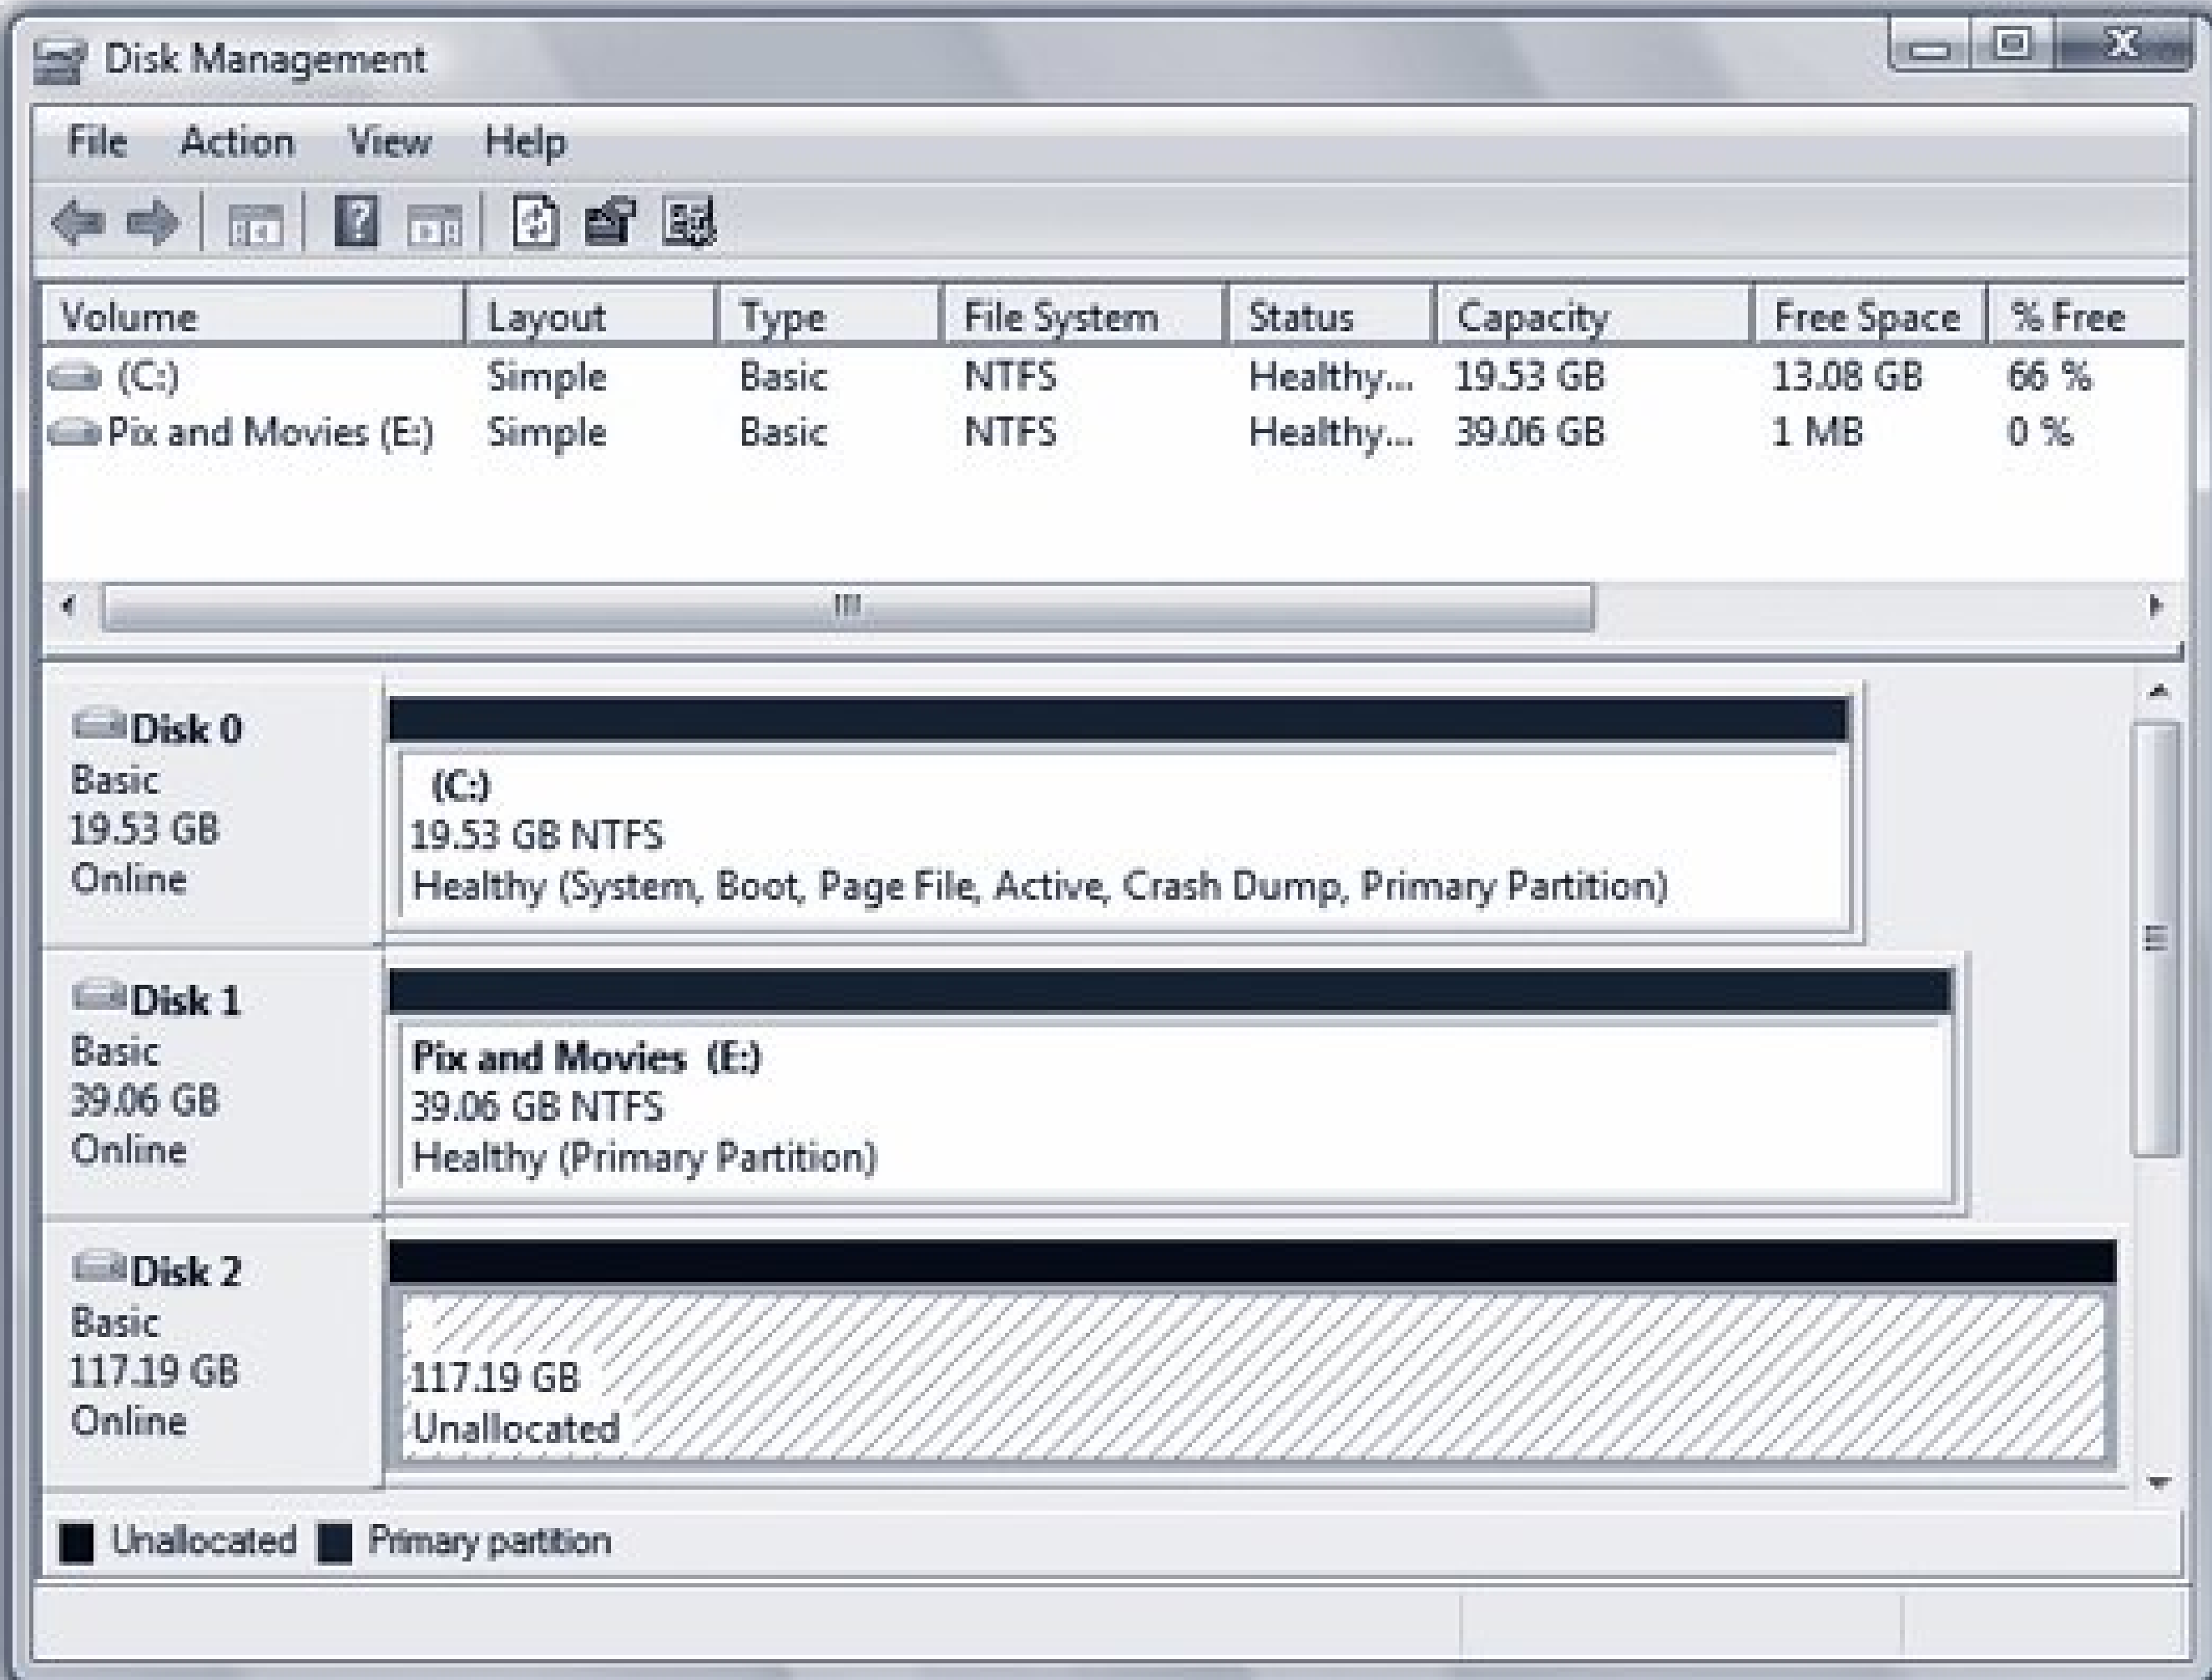 Disk Management
File Action View Help
Volume Layout Type File System Status Capacity Free Space % Free
(C:) Simple Basic NTFS Healthy... 19.53 GB 13.08 GB 66 %
Pix and Movies (E:) Simple Basic NTFS Healthy... 39.06 GB 1 MB 0 %
Disk 0
Basic
19.53 GB
Online
(C:)
19.53 GB NTFS
Healthy (System, Boot, Page File, Active, Crash Dump, Primary Partition)
Disk 1
Basic
39.06 GB
Online
Pix and Movies (E:)
39.06 GB NTFS
Healthy (Primary Partition)
Disk 2
Basic
117.19 GB
Online
117.19 GB
Unallocated
Unallocated Primary partition